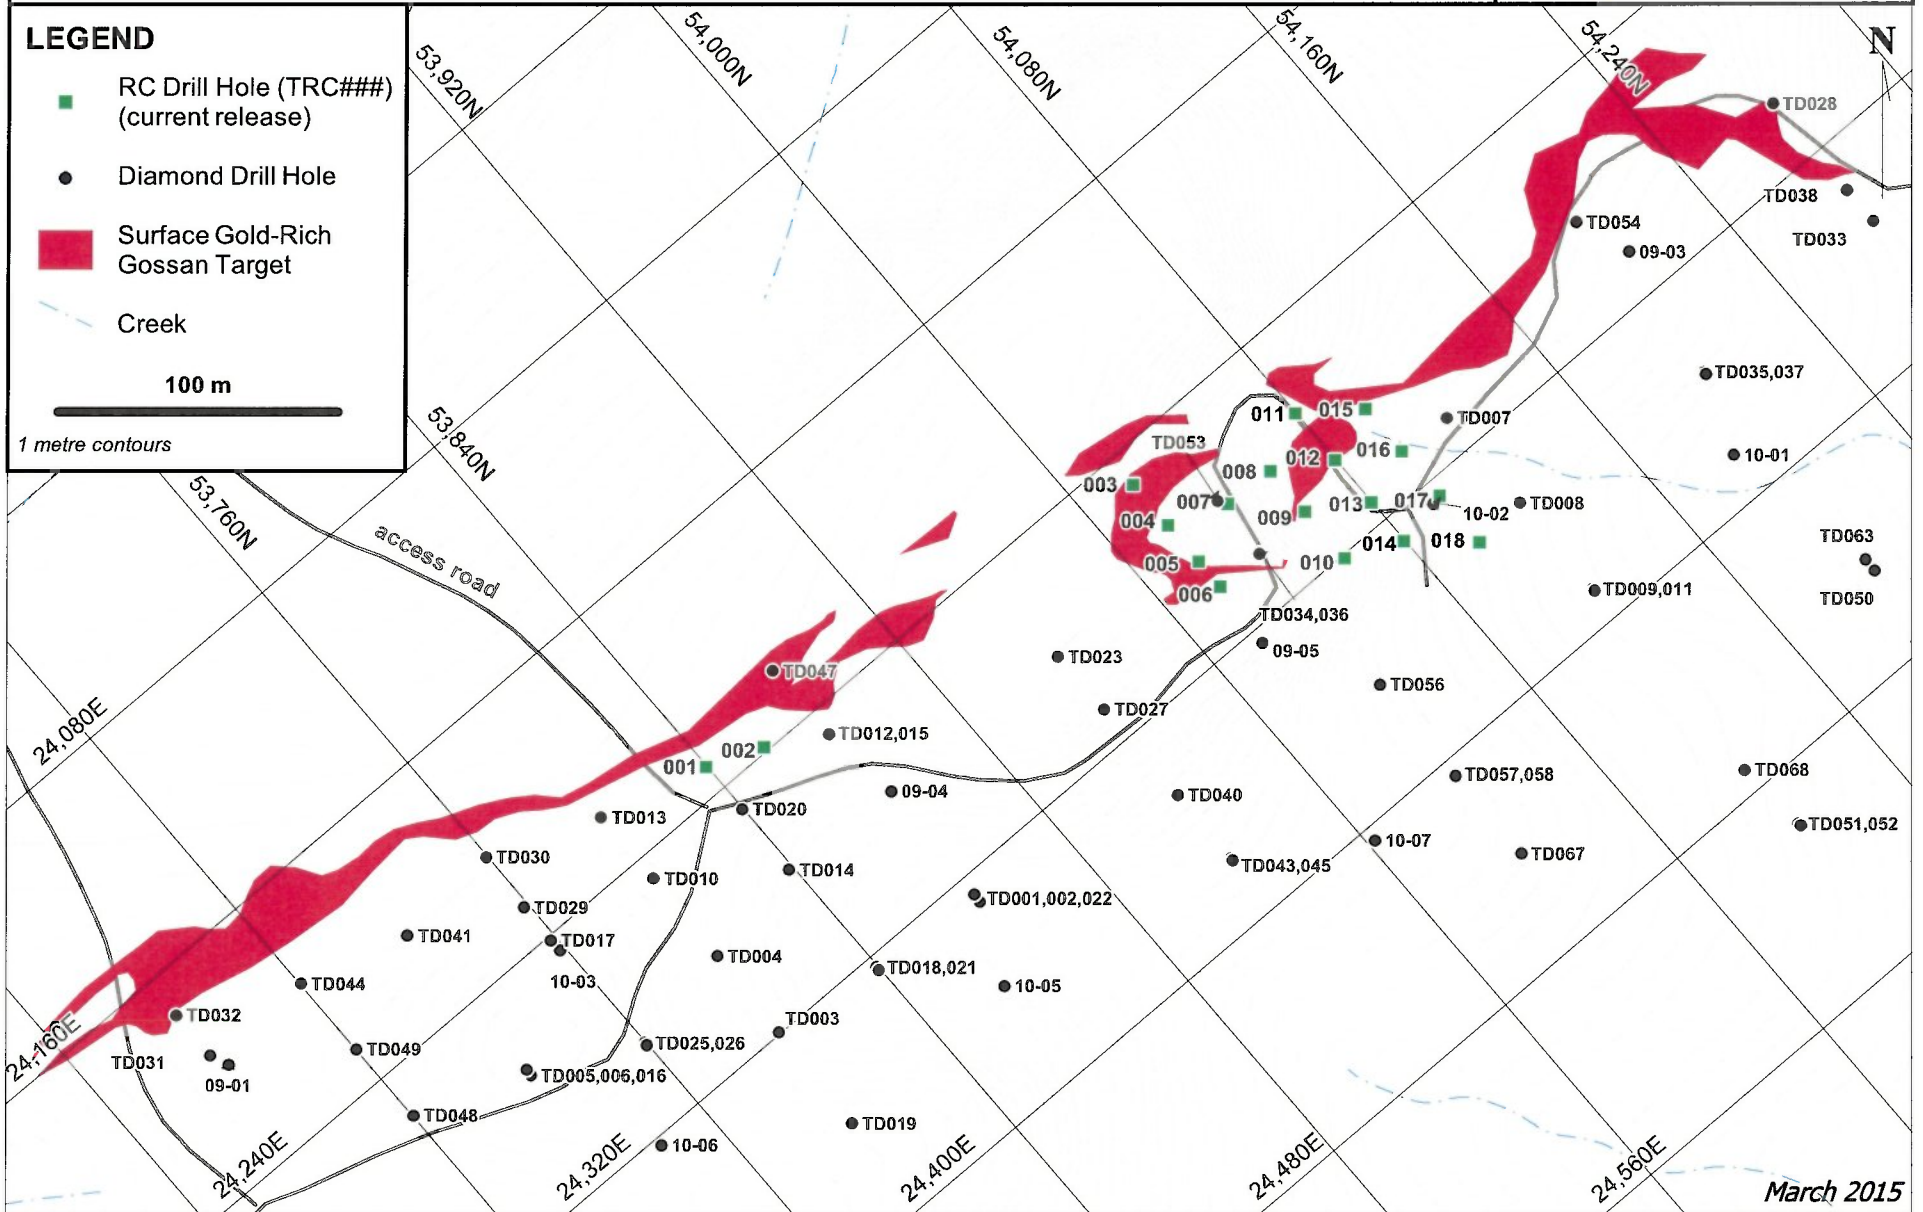 LEGEND
RC Drill Hole (TRC###)
(current release)
Diamond Drill Hole
Surface Gold-Rich
Gossan Target
Creek
100 m
1 metre contours
53,920N
54,000N
54,080N
54,160N
54,240N
N
TD028
TD038
TD033
TD054
09-03
TD035,037
53,840N
53,760N
011
015
TD007
TD053
016
10-01
012
008
003
007
013
017
TD008
10-02
004
009
access road
014
018
TD063
005
010
006
TD009,011
TD050
TD034,036
09-05
TD023
TD047
TD056
24,080E
TD027
TD012,015
002
001
TD057,058
TD068
09-04
TD040
TD020
TD013
TD051,052
10-07
TD030
TD067
TD043,045
TD014
TD010
TD001,002,022
TD029
TD041
TD017
TD004
TD018,021
10-03
TD044
10-05
TD032
TD003
24,160E
TD049
TD025,026
TD031
09-01
TD005,006,016
TD048
TD019
10-06
24,240E
24,320E
24,400E
24,480E
24,560E
March 2015